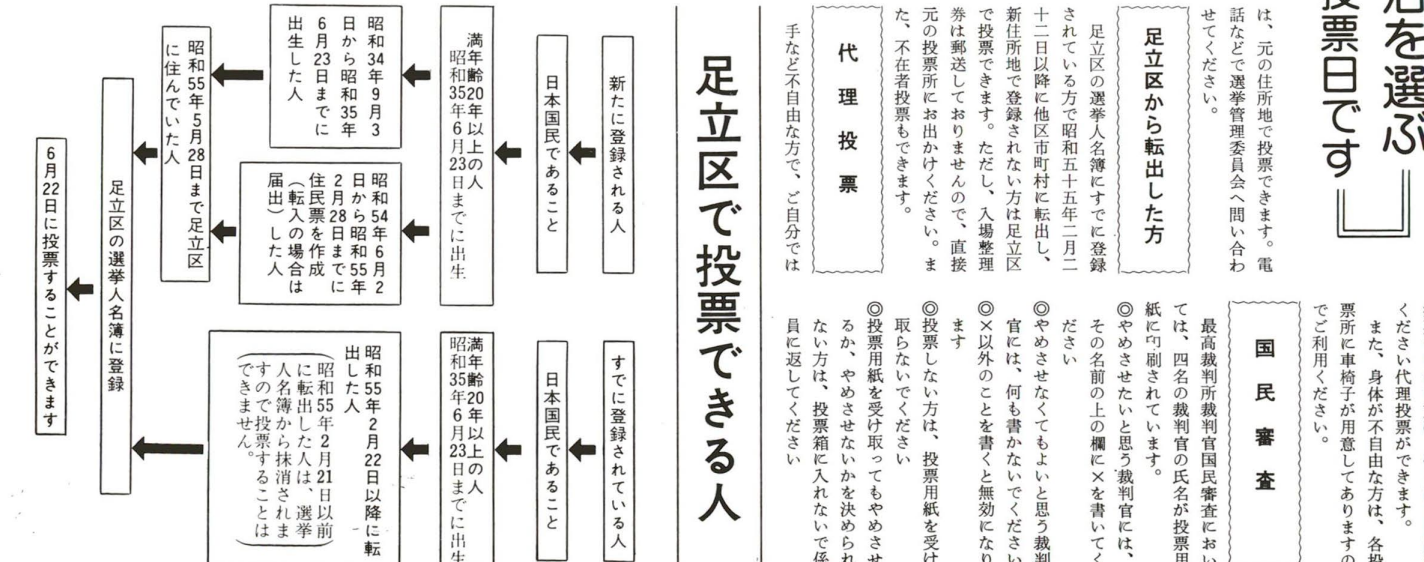 を選ぶ
投票日です
は、元の住所地で投票できます。電
話などで選挙管理委員会へ問い合わ
せてください。
足立区から転出した方
足立区の選挙人名簿にすでに登録
されている方で昭和五十五年二月二
十二日以降に他区市町村に転出し、
新住所地で登録されない方は足立区
で投票できます。ただし、入場整理
券は郵送しておりませんので、直接
元の投票所にお出かけください。ま
た、不在者投票もできます。
代理投票
手など不自由な方で、ご自分では
ください代理投票ができます。
また、身体が不自由な方は、各投
票所に車椅子が用意してありますの
でご利用ください。
国民審査
最高裁判所裁判官国民審査におい
ては、四名の裁判官の氏名が投票用
紙に印刷されています。
◎やめさせたいと思う裁判官には、
その名前の上の欄に×を書いてく
ださい
◎やめさせなくてもよいと思う裁判
官には、何も書かないでください
◎×以外のことを書くと無効になり
ます
◎投票しない方は、投票用紙を受け
取らないでください
◎投票用紙を受け取ってもやめさせ
るか、やめさせないかを決められ
ない方は、投票箱に入れないで係
員に返してください
足立区で投票できる人
新たに登録される人
日本国民であること
満年齢20年以上の人
昭和35年6月23日までに出生
昭和34年9月3
日から昭和35年
6月23日までに
出生した人
昭和54年6月2
日から昭和55年
2月28日までに
住民票を作成
(転入の場合は
届出)した人
昭和55年5月28日まで足立区
に住んでいた人
すでに登録されている人
日本国民であること
満年齢20年以上の人
昭和35年6月23日までに出生
昭和55年2月22日以降に転
出した人
(昭和55年2月21日以前
に転出した人は、選挙
人名簿から抹消されま
すので投票することは
できません。)
足立区の選挙人名簿に登録
6月22日に投票することができます